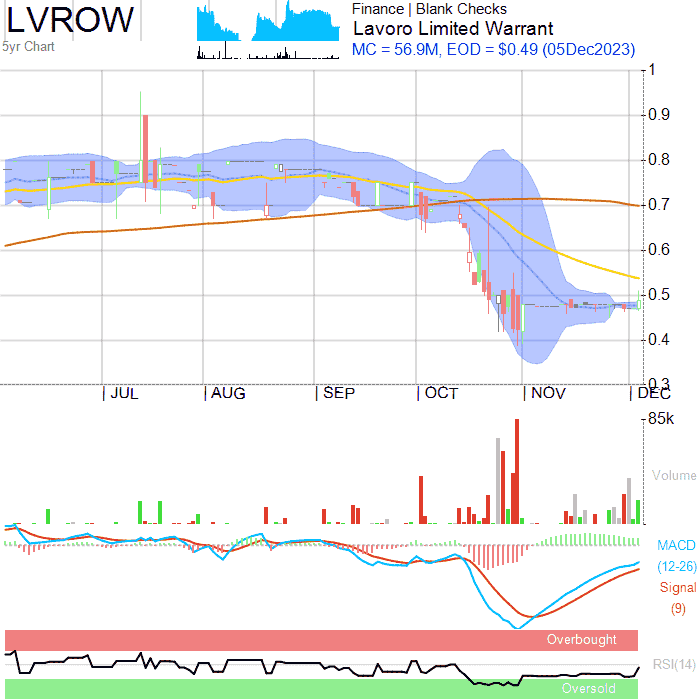 LVROW
5yr Chart
Finance | Blank Checks
Lavoro Limited Warrant
MC = 56.9M, EOD = $0.49 (05Dec2023)
1
0.9
0.8
0.7
0.6
0.5
0.4
0.3
JUL AUG SEP OCT NOV DEC
85k
Volume
MACD
(12-26)
Signal
(9)
Overbought
RSI(14)
Oversold